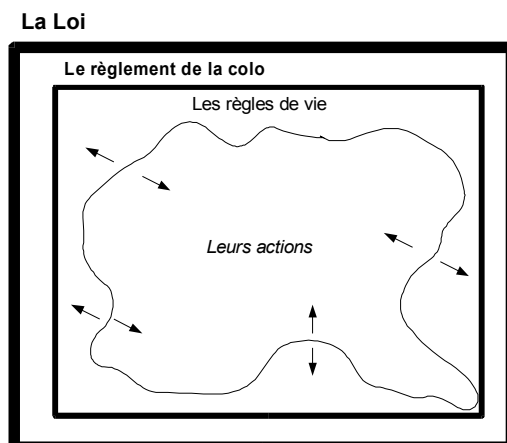 La Loi
Le règlement de la colo
Les règles de vie
Leurs actions